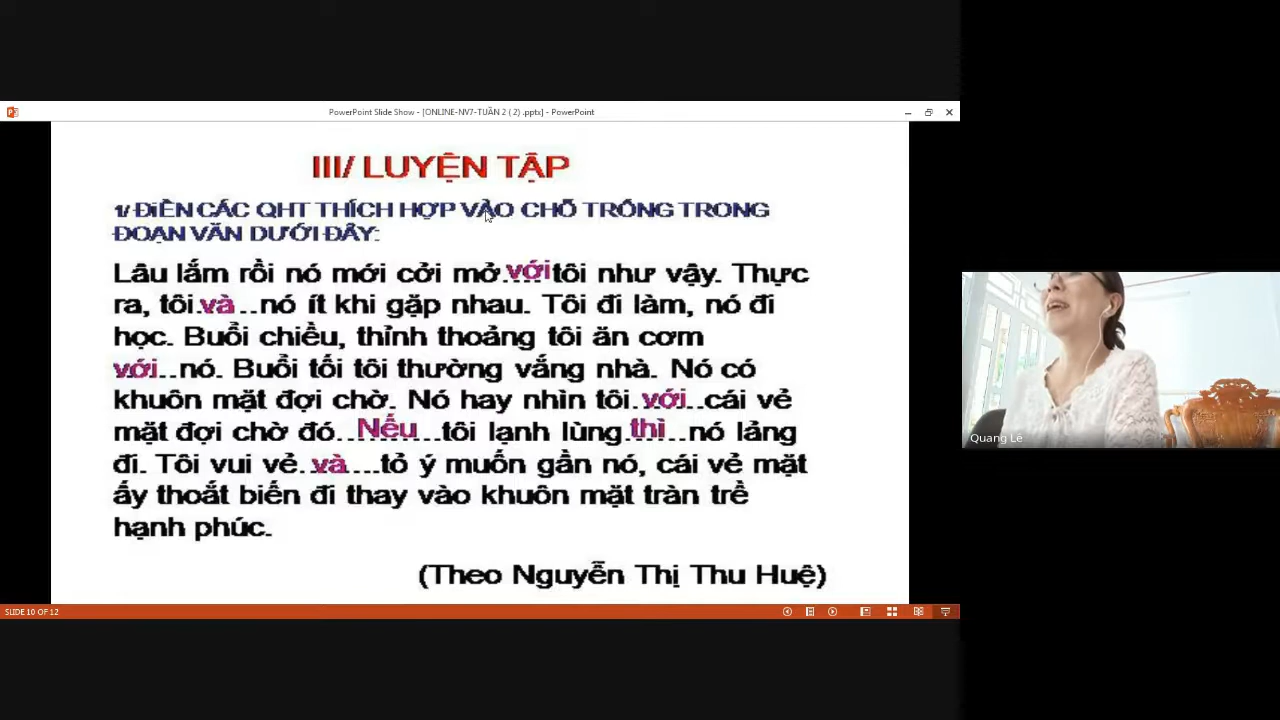 PowerPoint Slide Show - [ONLINE-NV7-TUẦN 2 ( 2) .pptx] - PowerPoint
III/ LUYỆN TẬP
1/ ĐiỀN CÁC QHT THÍCH HỢP VÀO CHỖ TRỐNG TRONG
ĐOẠN VĂN DƯỚI ĐÂY:
Lâu lắm rồi nó mới cởi mở với tôi như vậy. Thực
ra, tôi.và..nó ít khi gặp nhau. Tôi đi làm, nó đi
học. Buổi chiều, thỉnh thoảng tôi ăn cơm
với..nó. Buổi tối tôi thường vắng nhà. Nó có
khuôn mặt đợi chờ. Nó hay nhìn tôi.với..cái vẻ
mặt đợi chờ đó...Nếu...tôi lạnh lùng.thì..nó lảng
đi. Tôi vui vẻ..và....tỏ ý muốn gần nó, cái vẻ mặt
ấy thoắt biến đi thay vào khuôn mặt tràn trề
hạnh phúc.
(Theo Nguyễn Thị Thu Huệ)
SLIDE 10 OF 12
Quang Lê